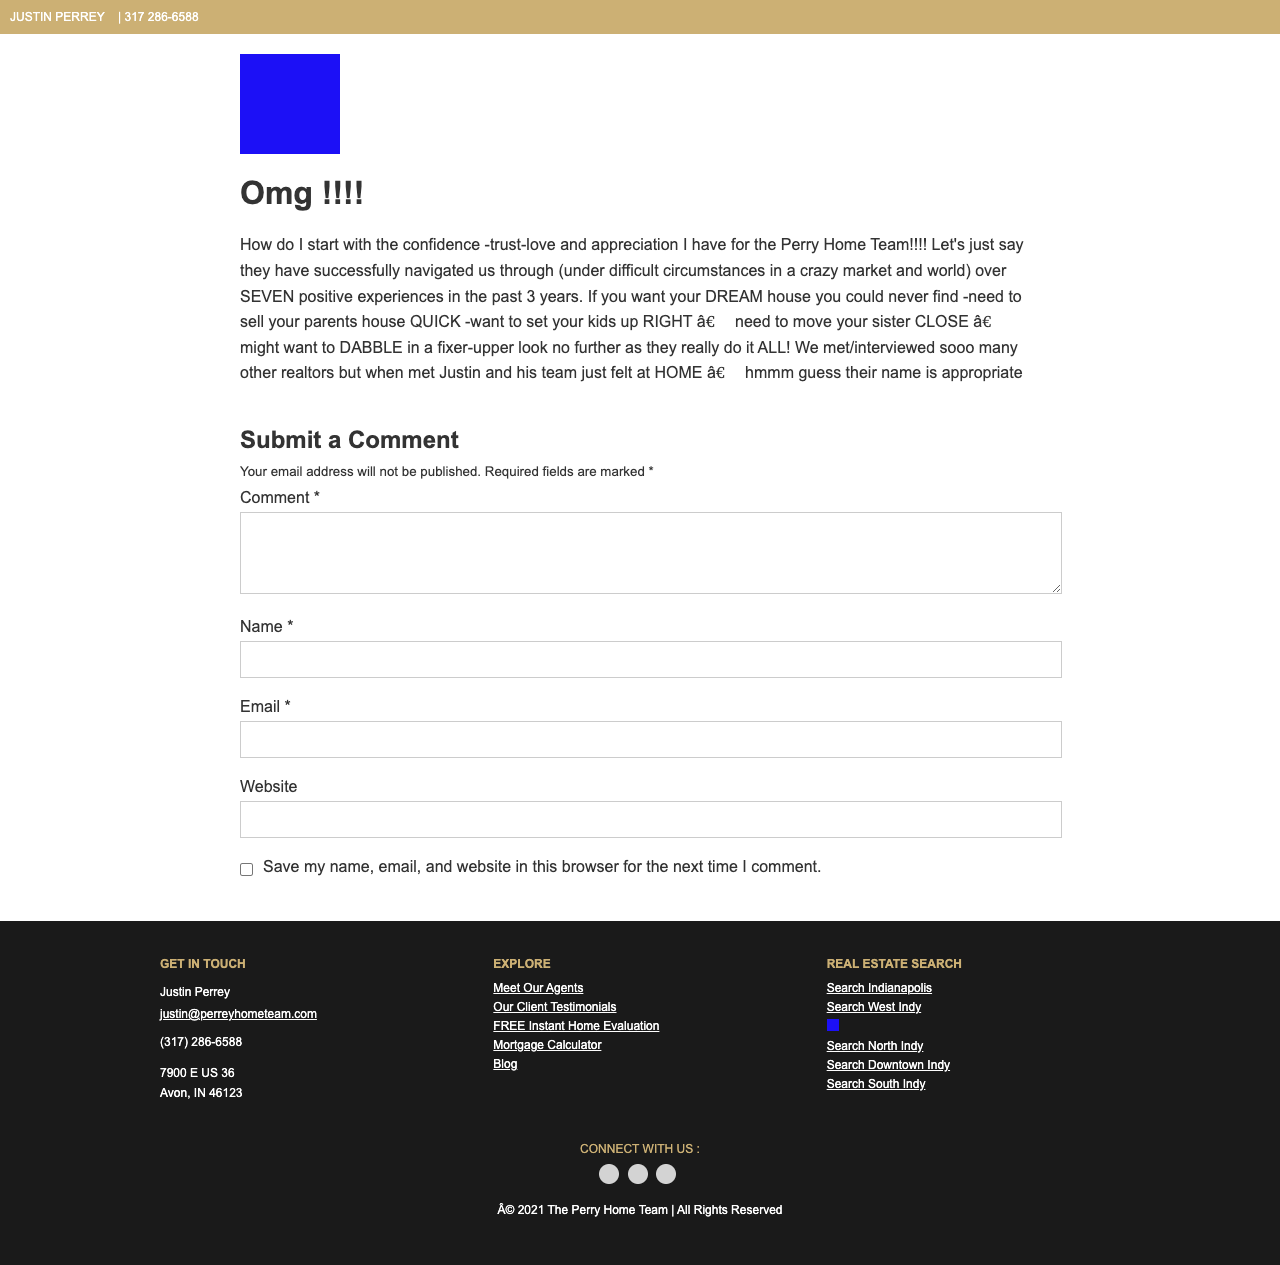 JUSTIN PERREY | 317 286-6588
Omg !!!!
How do I start with the confidence -trust-love and appreciation I have for the Perry Home Team!!!! Let's just say
they have successfully navigated us through (under difficult circumstances in a crazy market and world) over
SEVEN positive experiences in the past 3 years. If you want your DREAM house you could never find -need to
sell your parents house QUICK -want to set your kids up RIGHT â€ need to move your sister CLOSE â€
might want to DABBLE in a fixer-upper look no further as they really do it ALL! We met/interviewed sooo many
other realtors but when met Justin and his team just felt at HOME â€ hmmm guess their name is appropriate
Submit a Comment
Your email address will not be published. Required fields are marked *
Comment *
Name *
Email *
Website
Save my name, email, and website in this browser for the next time I comment.
GET IN TOUCH
Justin Perrey
justin@perreyhometeam.com
(317) 286-6588
7900 E US 36
Avon, IN 46123
EXPLORE
Meet Our Agents
Our Client Testimonials
FREE Instant Home Evaluation
Mortgage Calculator
Blog
REAL ESTATE SEARCH
Search Indianapolis
Search West Indy
Search North Indy
Search Downtown Indy
Search South Indy
CONNECT WITH US :
Â© 2021 The Perry Home Team | All Rights Reserved